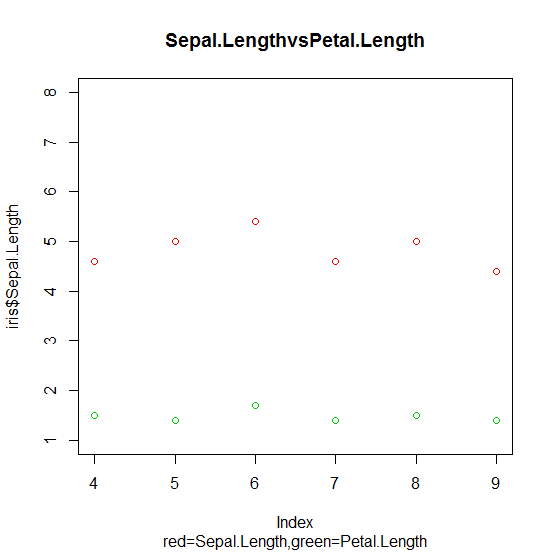 Sepal.LengthvsPetal.Length
iris$Sepal.Length
8
7
6
5
4
3
2
1
4 5 6 7 8 9
Index
red=Sepal.Length,green=Petal.Length